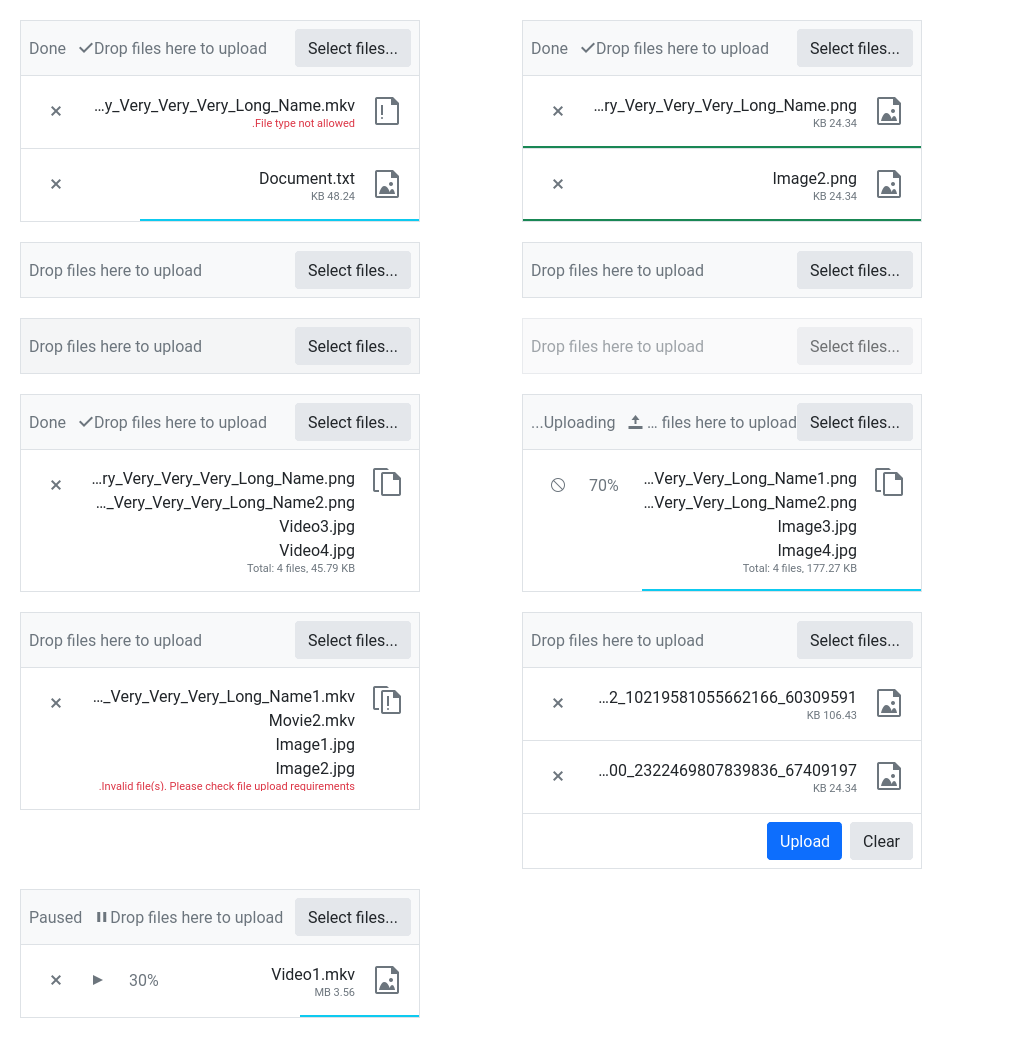 Done Drop files here to upload Select files...
...y_Very_Very_Very_Long_Name.mkv
.File type not allowed
Document.txt
KB 48.24
Done Drop files here to upload Select files...
...ry_Very_Very_Very_Long_Name.png
KB 24.34
Image2.png
KB 24.34
Drop files here to upload Select files...
Drop files here to upload Select files...
Drop files here to upload Select files...
Drop files here to upload Select files...
Done Drop files here to upload Select files...
...ry_Very_Very_Very_Long_Name.png
..._Very_Very_Very_Long_Name2.png
Video3.jpg
Video4.jpg
Total: 4 files, 45.79 KB
...Uploading ... files here to upload Select files...
70% ...Very_Very_Long_Name1.png
...Very_Very_Long_Name2.png
Image3.jpg
Image4.jpg
Total: 4 files, 177.27 KB
Drop files here to upload Select files...
..._Very_Very_Very_Long_Name1.mkv
Movie2.mkv
Image1.jpg
Image2.jpg
.Invalid file(s). Please check file upload requirements
Drop files here to upload Select files...
...2_10219581055662166_60309591
KB 106.43
...00_2322469807839836_67409197
KB 24.34
Upload Clear
Paused Drop files here to upload Select files...
30% Video1.mkv
MB 3.56